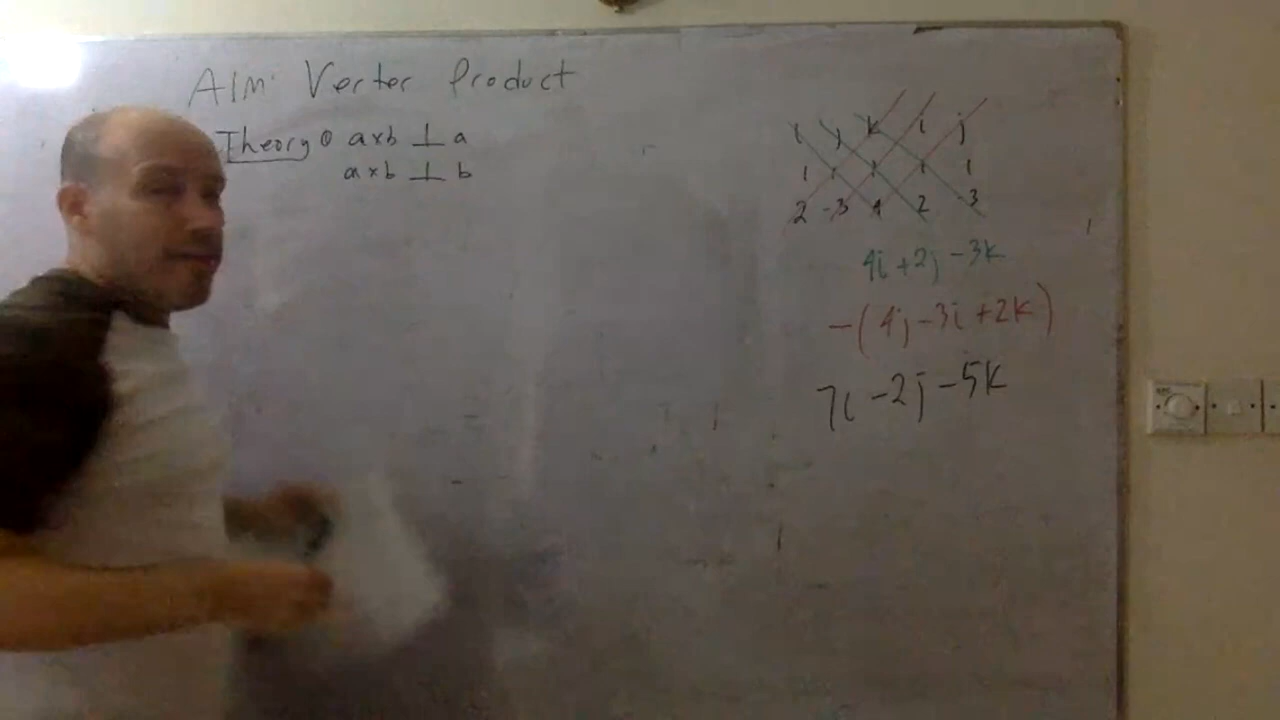 AIM: Vector Product
Theory ① a×b ⊥ a
a×b ⊥ b
i j k i j
1 1 1 1 1
2 -3 4 2 -3
4i +2j -3k
-(4j -3i +2k)
7i -2j -5k